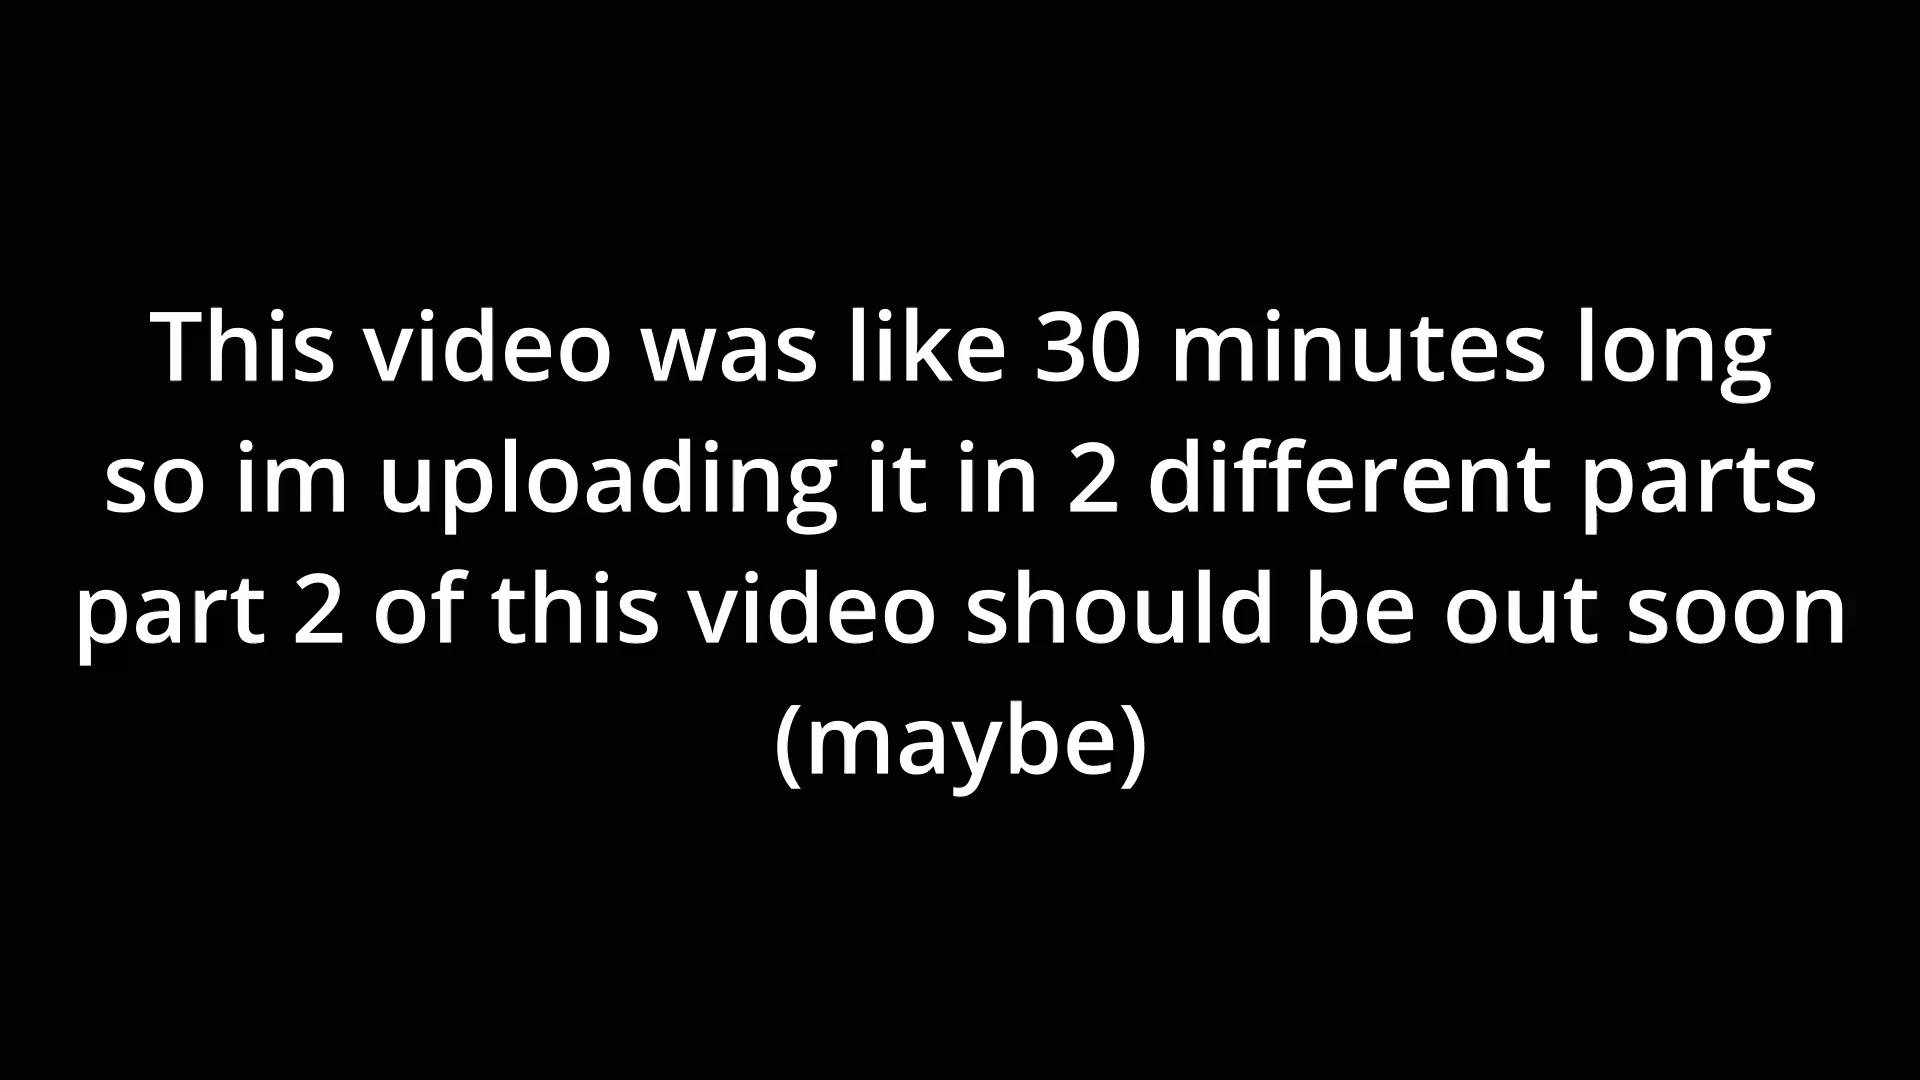 This video was like 30 minutes long
so im uploading it in 2 different parts
part 2 of this video should be out soon
(maybe)